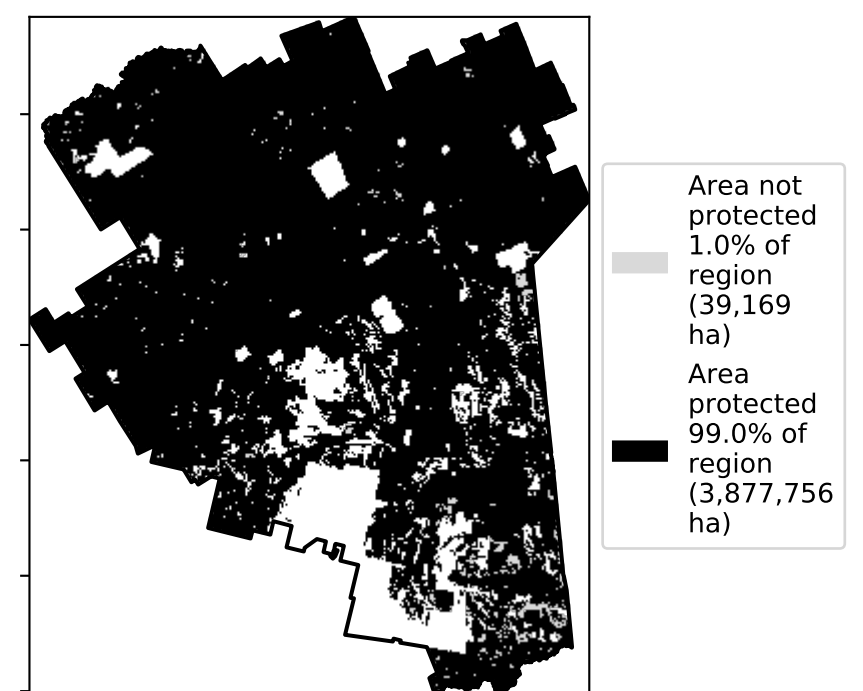 Area not
protected
1.0% of
region
(39,169
ha)
Area
protected
99.0% of
region
(3,877,756
ha)